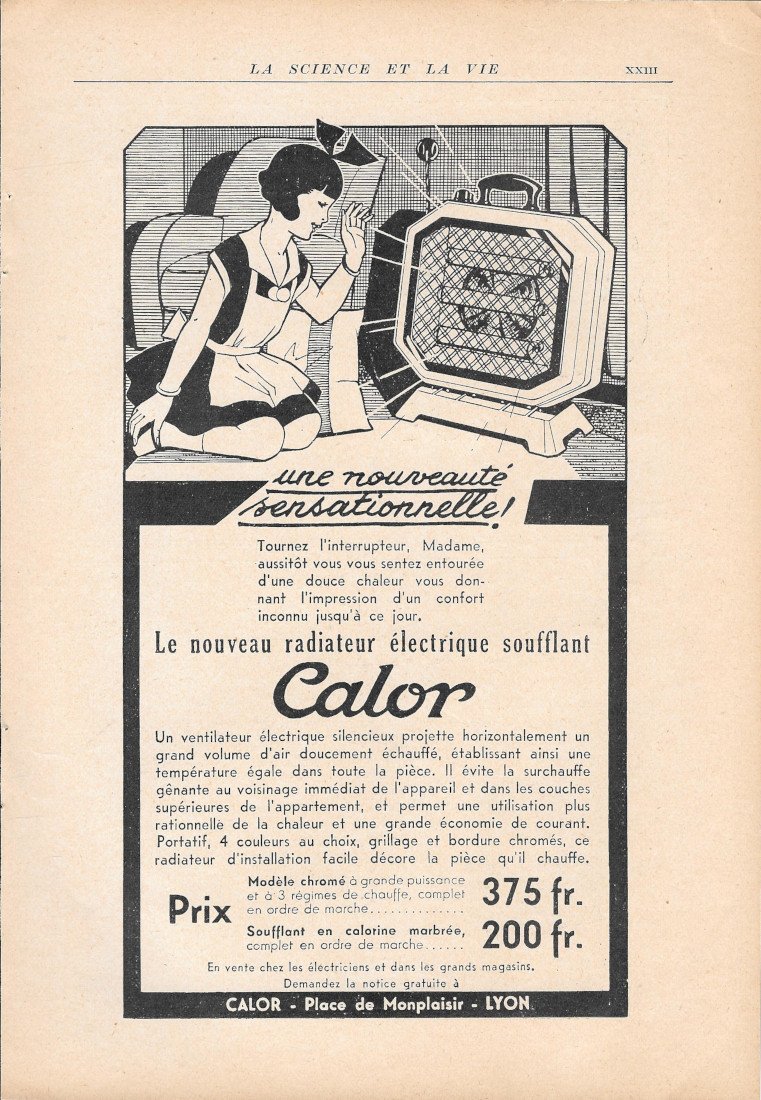 LA SCIENCE ET LA VIE XXIII
une nouveauté
sensationnelle!
Tournez l'interrupteur, Madame,
aussitôt vous vous sentez entourée
d'une douce chaleur vous don-
nant l'impression d'un confort
inconnu jusqu'à ce jour.
Le nouveau radiateur électrique soufflant
Calor
Un ventilateur électrique silencieux projette horizontalement un
grand volume d'air doucement échauffé, établissant ainsi une
température égale dans toute la pièce. Il évite la surchauffe
gênante au voisinage immédiat de l'appareil et dans les couches
supérieures de l'appartement, et permet une utilisation plus
rationnelle de la chaleur et une grande économie de courant.
Portatif, 4 couleurs au choix, grillage et bordure chromés, ce
radiateur d'installation facile décore la pièce qu'il chauffe.
Prix
Modèle chromé à grande puissance
et à 3 régimes de chauffe, complet
en ordre de marche.............. 375 fr.
Soufflant en calorine marbrée,
complet en ordre de marche...... 200 fr.
En vente chez les électriciens et dans les grands magasins.
Demandez la notice gratuite à
CALOR - Place de Monplaisir - LYON